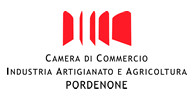 CAMERA DI COMMERCIO
INDUSTRIA ARTIGIANATO E AGRICOLTURA
PORDENONE